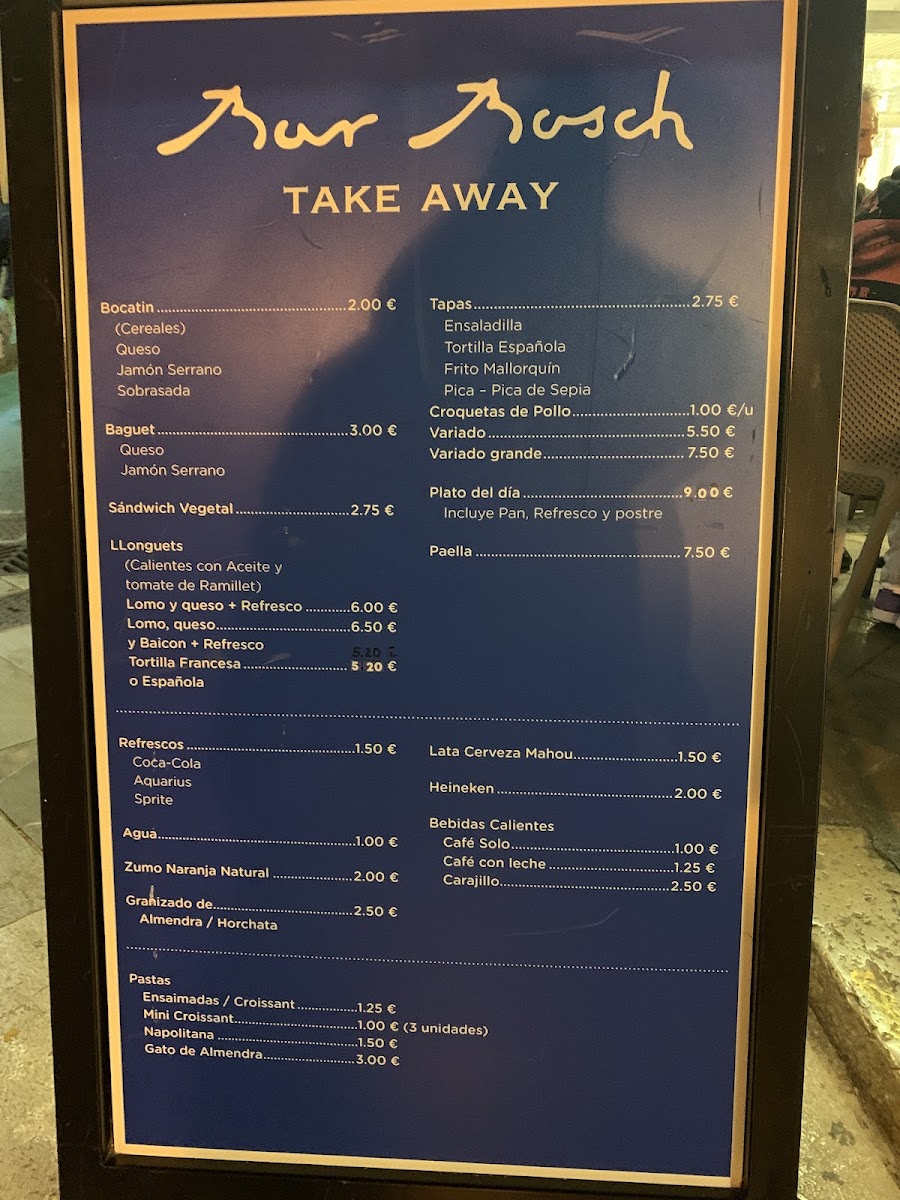 Bar Bosch
TAKE AWAY
Bocatin 2.00 €
(Cereales)
Queso
Jamón Serrano
Sobrasada
Baguet 3.00 €
Queso
Jamón Serrano
Sándwich Vegetal 2.75 €
LLonguets
(Calientes con Aceite y
tomate de Ramillet)
Lomo y queso + Refresco 6.00 €
Lomo, queso 6.50 €
y Baicon + Refresco
5.20 €
Tortilla Francesa 5 20 €
o Española
Tapas 2.75 €
Ensaladilla
Tortilla Española
Frito Mallorquín
Pica – Pica de Sepia
Croquetas de Pollo 1.00 €/u
Variado 5.50 €
Variado grande 7.50 €
Plato del día 9.00 €
Incluye Pan, Refresco y postre
Paella 7.50 €
Refrescos 1.50 €
Coca-Cola
Aquarius
Sprite
Agua 1.00 €
Zumo Naranja Natural 2.00 €
Granizado de 2.50 €
Almendra / Horchata
Lata Cerveza Mahou 1.50 €
Heineken 2.00 €
Bebidas Calientes
Café Solo 1.00 €
Café con leche 1.25 €
Carajillo 2.50 €
Pastas
Ensaimadas / Croissant 1.25 €
Mini Croissant 1.00 € (3 unidades)
Napolitana 1.50 €
Gato de Almendra 3.00 €